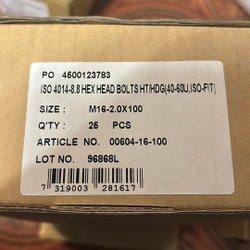 PO 4500123783
ISO 4014-8.8 HEX HEAD BOLTS HT/HDG(40-60U,ISO-FIT)
SIZE : M16-2.0X100
Q'TY : 25 PCS
ARTICLE NO. 00604-16-100
LOT NO. 96868L
7 319003 281617